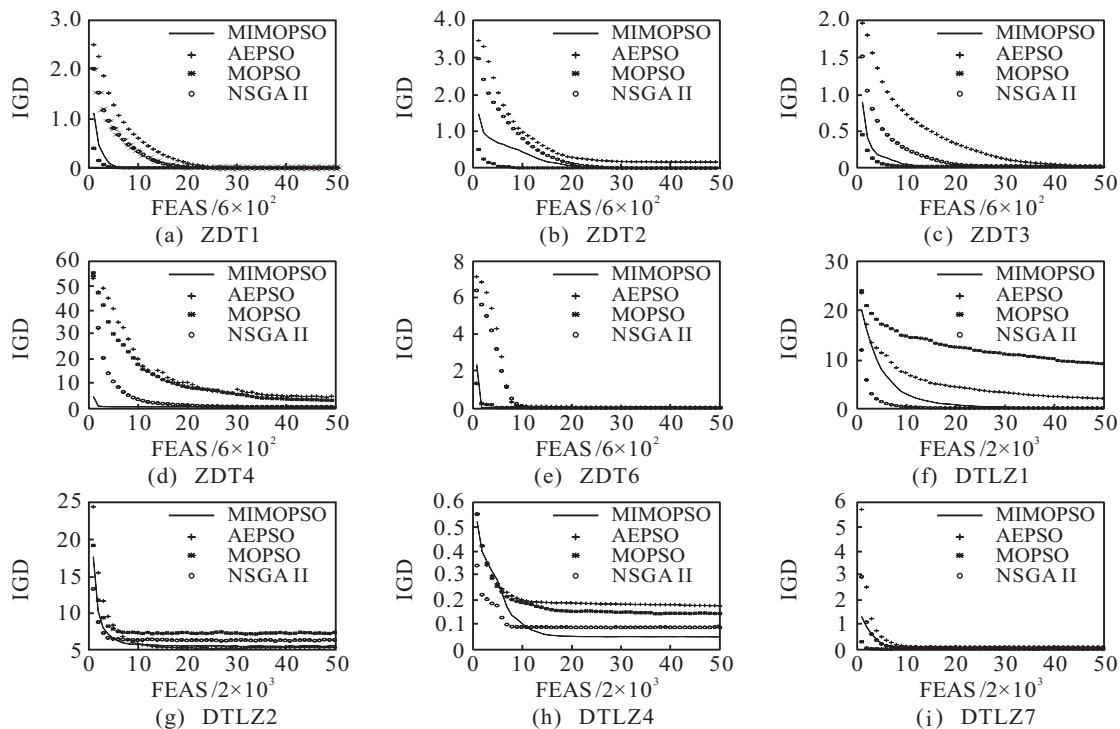 3.0
2.0
1.0
0
IGD
MIMOPSO
AEPSO
MOPSO
NSGA II
0 10 30 30 40 50
FEAS/6×10²
(a) ZDT1
6.0
4.0
2.0
0
IGD
MIMOPSO
AEPSO
MOPSO
NSGA II
0 10 20 30 40 50
FEAS/6×10²
(b) ZDT2
2.0
1.5
1.0
0.5
0
IGD
MIMOPSO
AEPSO
MOPSO
NSGA II
0 10 20 30 40 50
FEAS/6×10²
(c) ZDT3
60
50
40
30
20
10
0
IGD
MIMOPSO
AEPSO
MOPSO
NSGA II
0 10 20 30 40 50
FEAS/6×10²
(d) ZDT4
8
6
4
2
0
IGD
MIMOPSO
AEPSO
MOPSO
NSGA II
0 10 20 30 40 50
FEAS/6×10²
(e) ZDT6
30
20
10
0
IGD
MIMOPSO
AEPSO
MOPSO
NSGA II
0 10 20 30 40 50
FEAS/2×10³
(f) DTLZ1
25
20
15
10
5
IGD
MIMOPSO
AEPSO
MOPSO
NSGA II
0 10 20 30 40 50
FEAS/2×10³
(g) DTLZ2
0.6
0.5
0.4
0.3
0.2
0.1
0
IGD
MIMOPSO
AEPSO
MOPSO
NSGA II
0 10 20 30 40 50
FEAS/2×10³
(h) DTLZ4
6
5
4
3
2
1
0
IGD
MIMOPSO
AEPSO
MOPSO
NSGA II
0 10 20 30 40 50
FEAS/2×10³
(i) DTLZ7